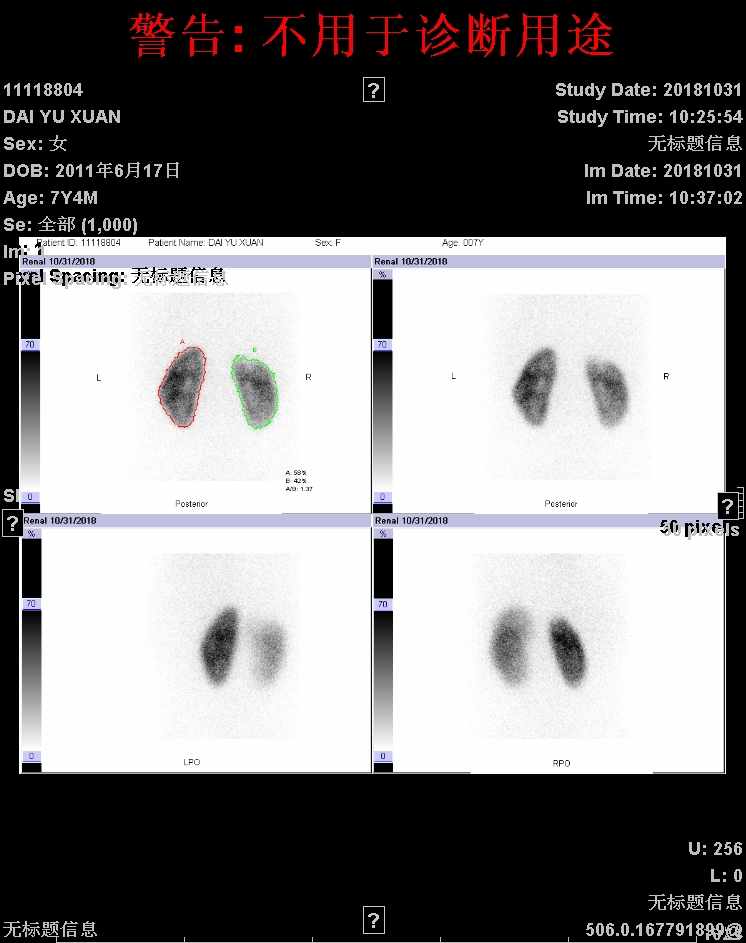 警告: 不用于诊断用途
11118804
DAI YU XUAN
Sex: 女
DOB: 2011年6月17日
Age: 7Y4M
Se: 全部 (1,000)
Im: 1
Pixel Spacing: 无标题信息
?
Study Date: 20181031
Study Time: 10:25:54
无标题信息
Im Date: 20181031
Im Time: 10:37:02
Patient ID: 11118804 Patient Name: DAI YU XUAN Sex: F Age: 007Y
Renal 10/31/2018
%
70
0
A
B
L
R
A: 58%
B: 42%
A/B: 1.37
Posterior
Renal 10/31/2018
%
70
0
L
R
Posterior
?
?
50 pixels
Renal 10/31/2018
%
70
0
LPO
Renal 10/31/2018
%
70
0
RPO
U: 256
L: 0
无标题信息
无标题信息
?